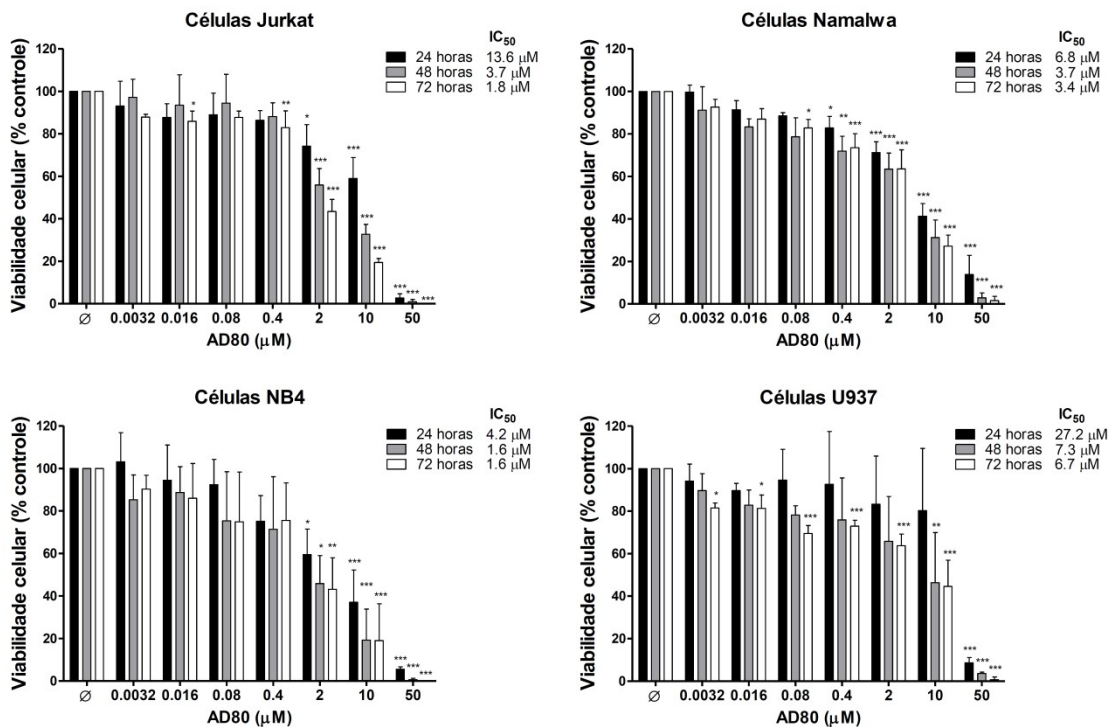 Células Jurkat
IC50
24 horas 13.6 μM
48 horas 3.7 μM
72 horas 1.8 μM
Viabilidade celular (% controle)
120
100
80
60
40
20
0
* ** * *** *** *** *** *** *** *** ***
Ø 0.0032 0.016 0.08 0.4 2 10 50
AD80 (μM)
Células Namalwa
IC50
24 horas 6.8 μM
48 horas 3.7 μM
72 horas 3.4 μM
Viabilidade celular (% controle)
120
100
80
60
40
20
0
* * ** *** *** *** *** *** *** *** *** *** ***
Ø 0.0032 0.016 0.08 0.4 2 10 50
AD80 (μM)
Células NB4
IC50
24 horas 4.2 μM
48 horas 1.6 μM
72 horas 1.6 μM
Viabilidade celular (% controle)
120
100
80
60
40
20
0
* * ** *** *** *** *** *** ***
Ø 0.0032 0.016 0.08 0.4 2 10 50
AD80 (μM)
Células U937
IC50
24 horas 27.2 μM
48 horas 7.3 μM
72 horas 6.7 μM
Viabilidade celular (% controle)
120
100
80
60
40
20
0
* * *** *** *** ** *** *** *** ***
Ø 0.0032 0.016 0.08 0.4 2 10 50
AD80 (μM)